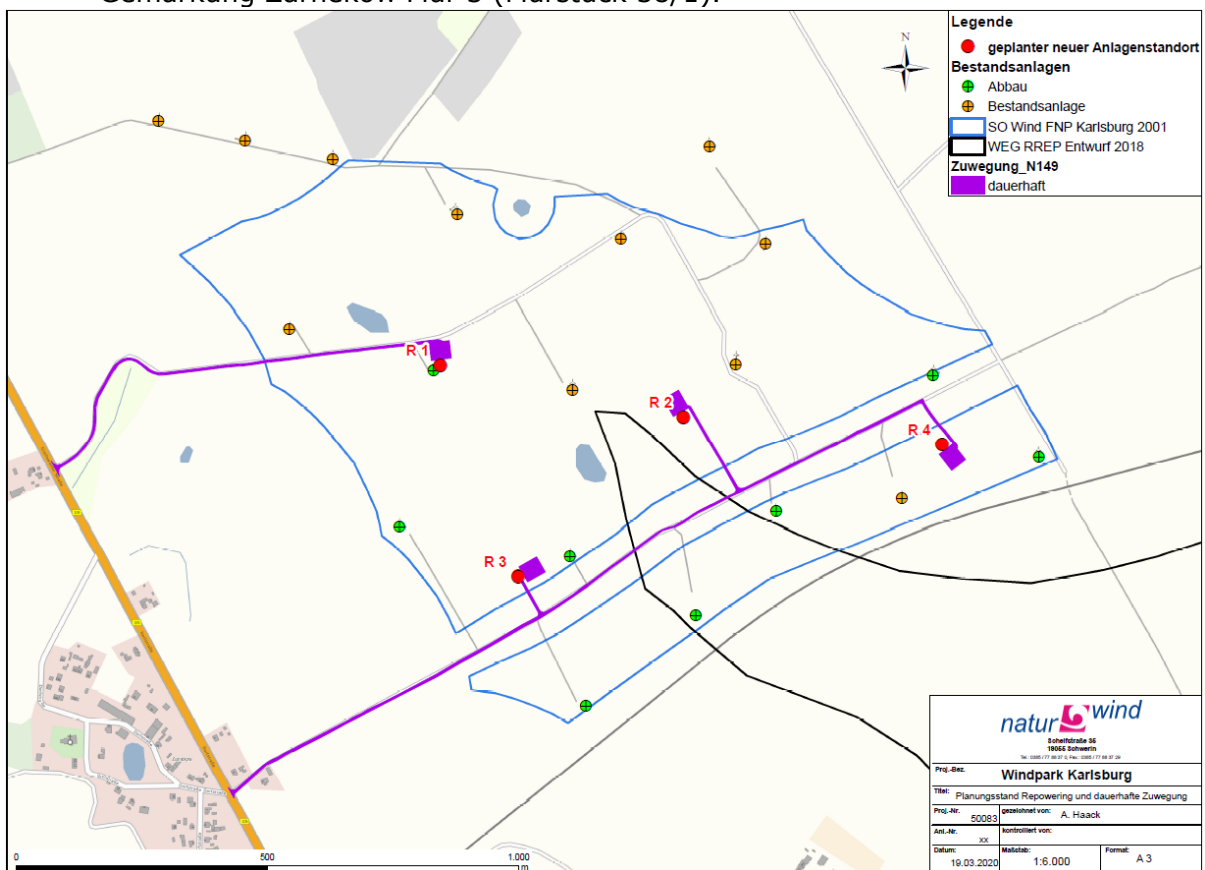 Gemarkung Zarnekow Flur 3 (Flurstück 38/1).
Legende
geplanter neuer Anlagenstandort
Bestandsanlagen
Abbau
Bestandsanlage
SO Wind FNP Karlsburg 2001
WEG RREP Entwurf 2018
Zuwegung_N149
dauerhaft
N
R 1
R 2
R 4
R 3
natur wind
Schelfstraße 35
19055 Schwerin
Proj.-Bez.
Windpark Karlsburg
Titel: Planungsstand Repowering und dauerhafte Zuwegung
Proj.-Nr. 50083
gezeichnet von: A. Haack
Anl.-Nr. xx
kontrolliert von:
Datum: 19.03.2020
Maßstab: 1:6.000
Format: A 3
0 500 1.000
m